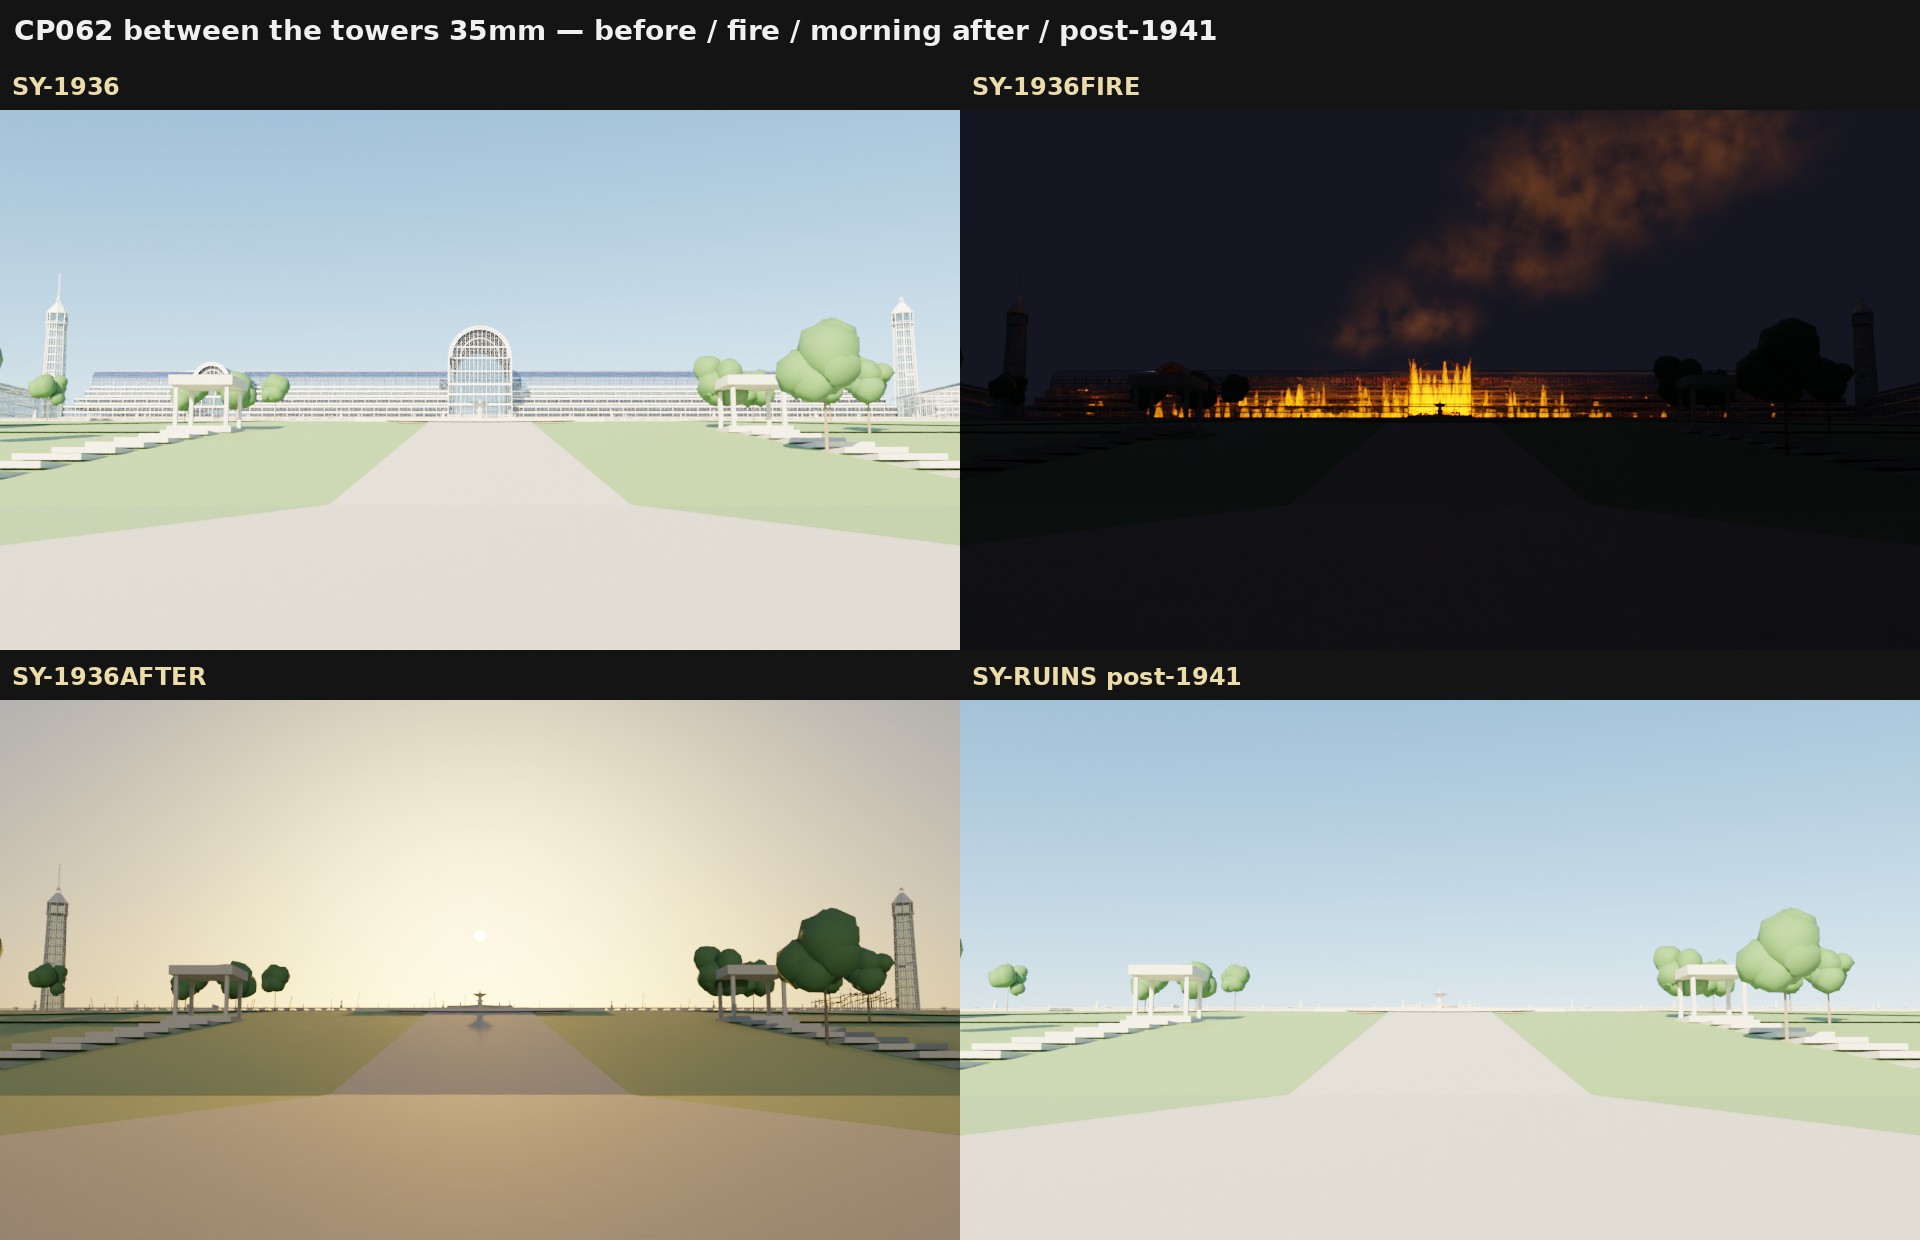 CP062 between the towers 35mm — before / fire / morning after / post-1941
SY-1936
SY-1936FIRE
SY-1936AFTER
SY-RUINS post-1941